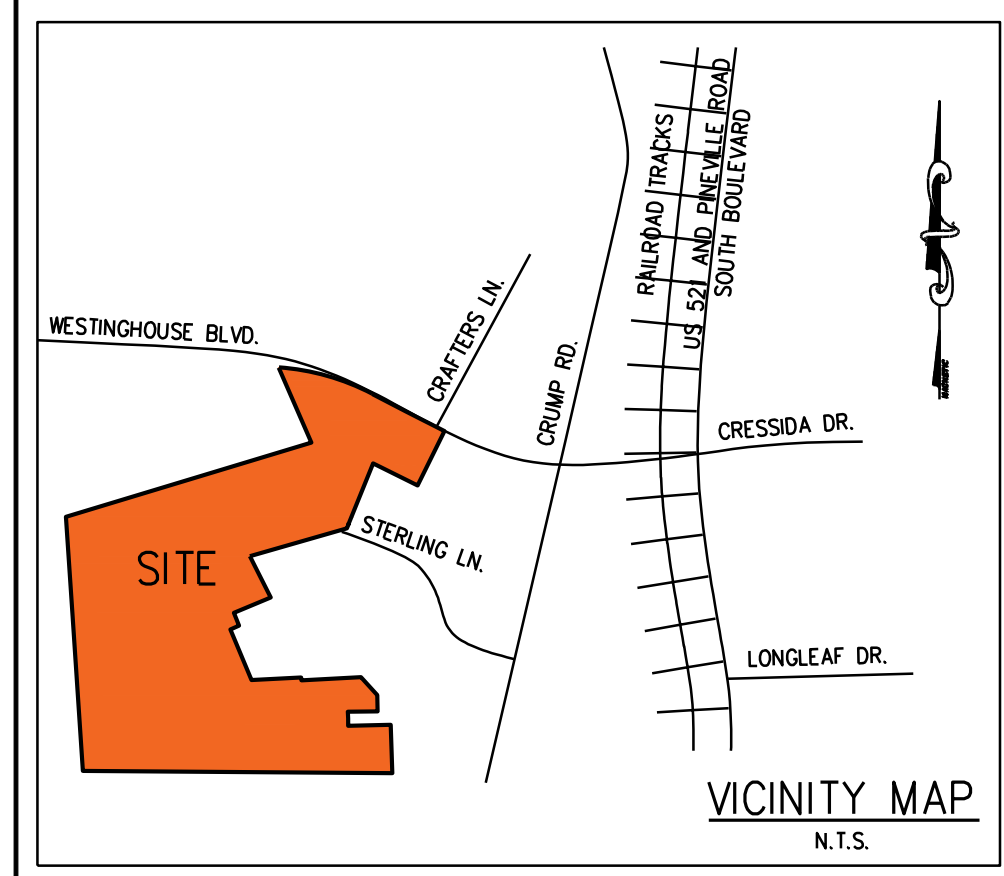 RAILROAD TRACKS
US 521 AND PINEVILLE ROAD
SOUTH BOULEVARD
WESTINGHOUSE BLVD.
CRAFTERS LN.
CRUMP RD.
CRESSIDA DR.
STERLING LN.
SITE
LONGLEAF DR.
VICINITY MAP
N.T.S.